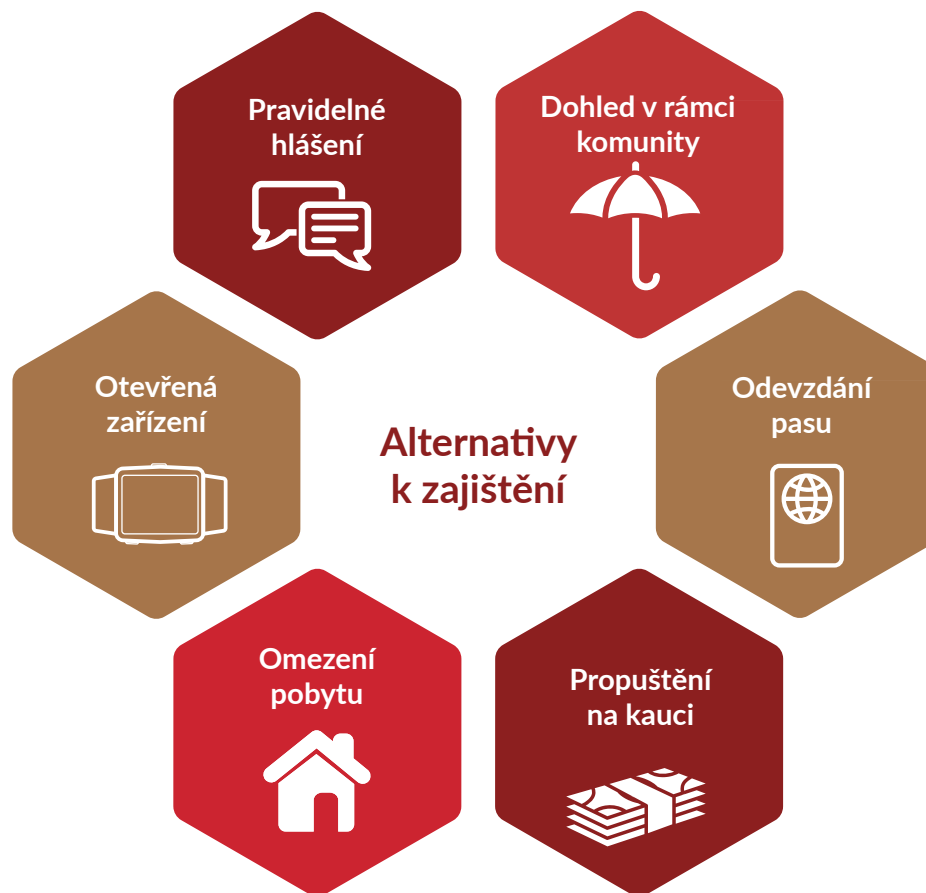 Pravidelné
hlášení
Dohled v rámci
komunity
Otevřená
zařízení
Alternativy
k zajištění
Odevzdání
pasu
Omezení
pobytu
Propuštění
na kauci